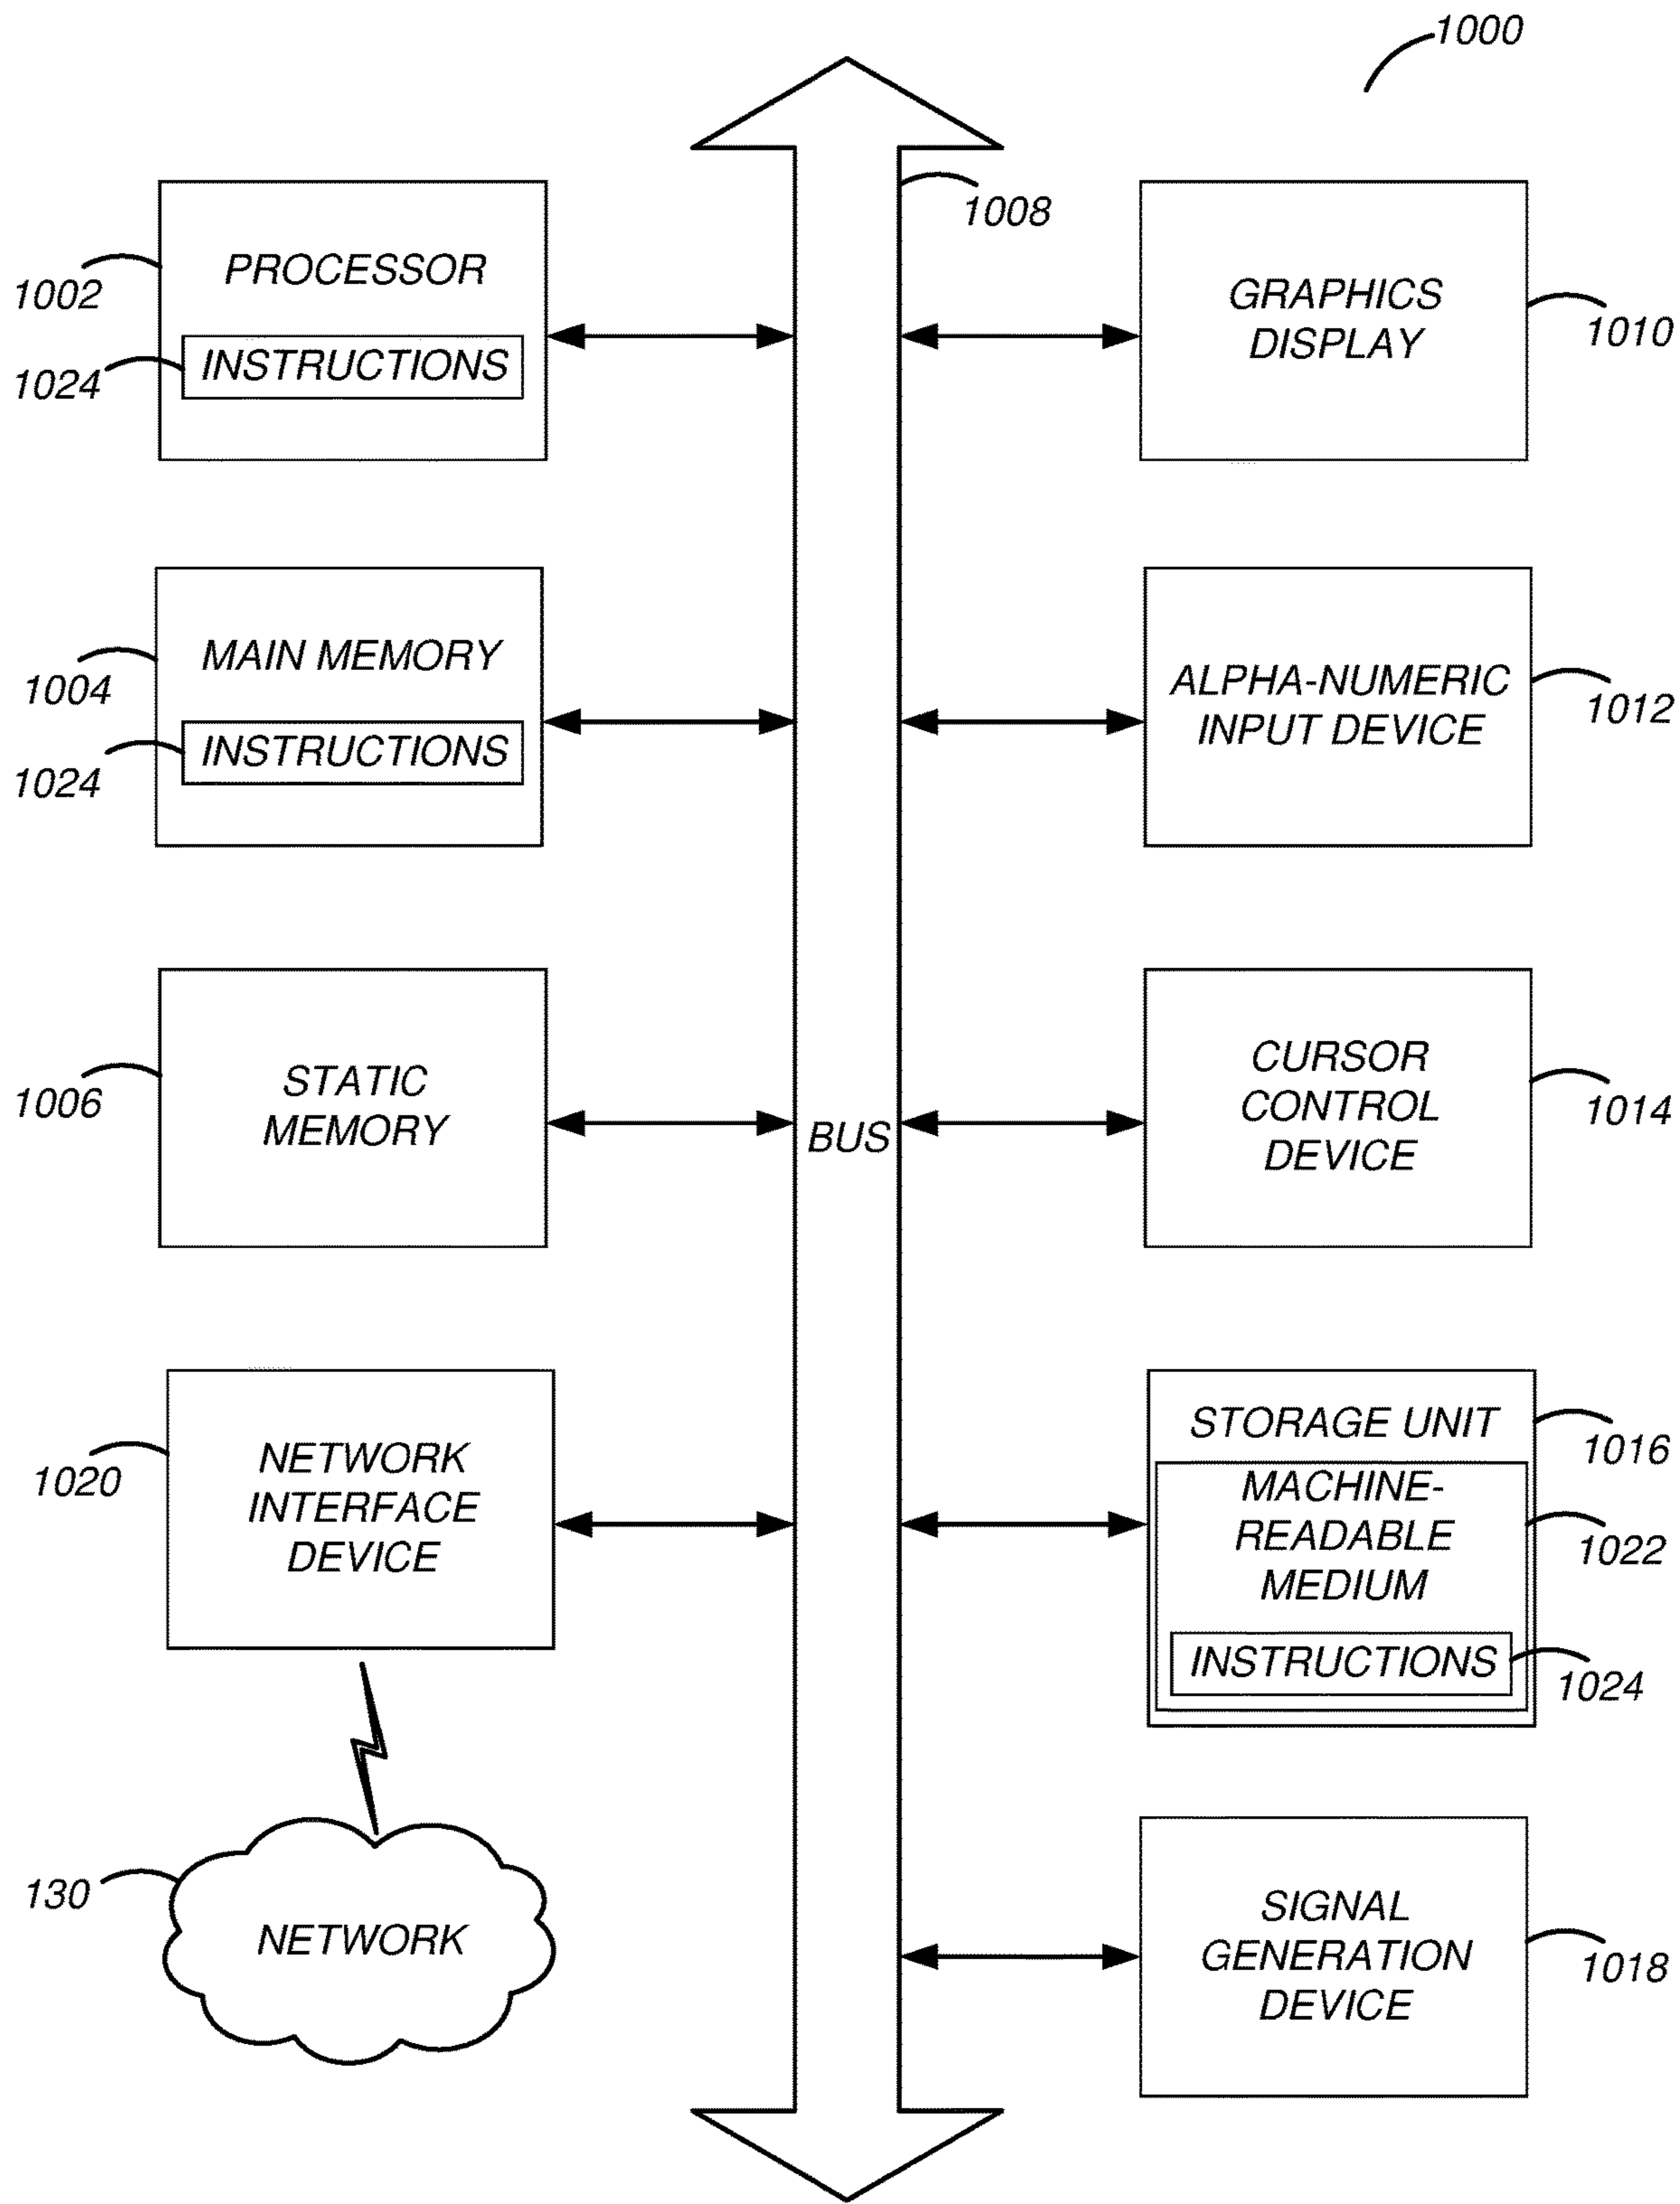 1000
1008
PROCESSOR
1002
INSTRUCTIONS
1024
GRAPHICS
DISPLAY
1010
MAIN MEMORY
1004
INSTRUCTIONS
1024
ALPHA-NUMERIC
INPUT DEVICE
1012
STATIC
MEMORY
1006
BUS
CURSOR
CONTROL
DEVICE
1014
NETWORK
INTERFACE
DEVICE
1020
STORAGE UNIT
1016
MACHINE-
READABLE
MEDIUM
1022
INSTRUCTIONS
1024
130
NETWORK
SIGNAL
GENERATION
DEVICE
1018